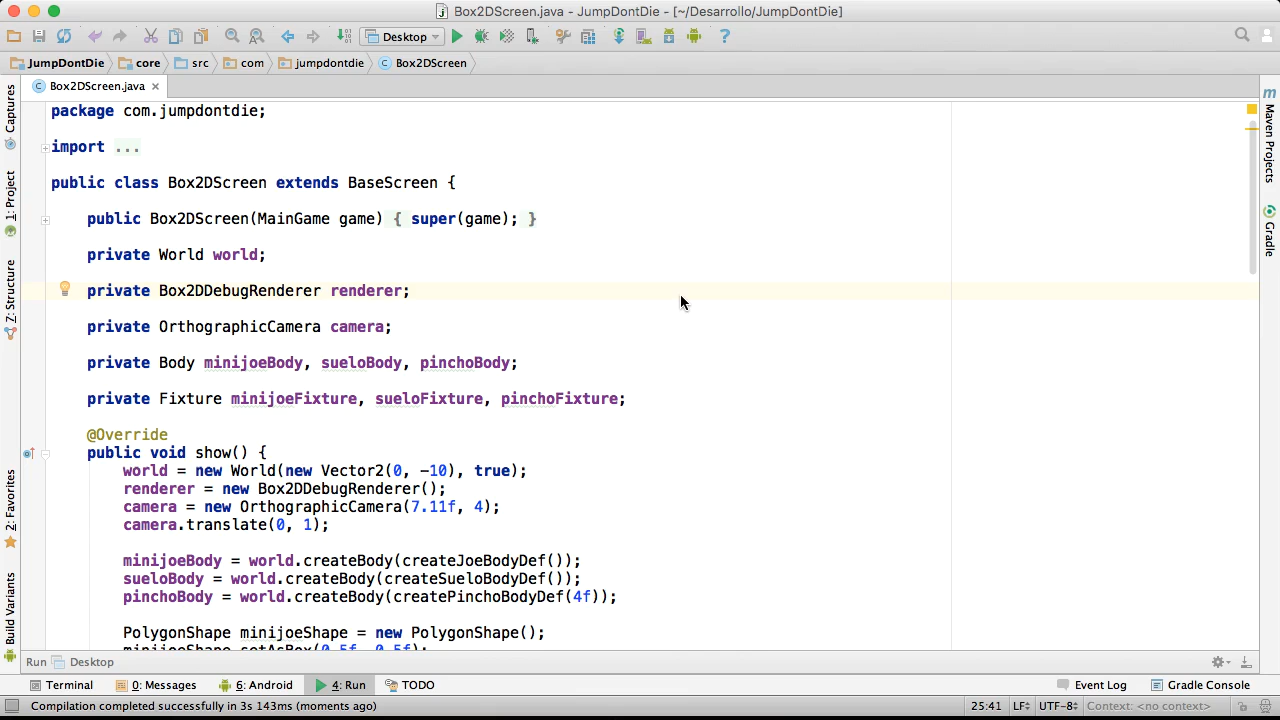 Box2DScreen.java - JumpDontDie - [~/Desarrollo/JumpDontDie]
Desktop
JumpDontDie core src com jumpdontdie Box2DScreen
Box2DScreen.java
Captures
1: Project
Z: Structure
2: Favorites
Build Variants
package com.jumpdontdie;
import ...
public class Box2DScreen extends BaseScreen {
public Box2DScreen(MainGame game) { super(game); }
private World world;
private Box2DDebugRenderer renderer;
private OrthographicCamera camera;
private Body minijoeBody, sueloBody, pinchoBody;
private Fixture minijoeFixture, sueloFixture, pinchoFixture;
@Override
public void show() {
world = new World(new Vector2(0, -10), true);
renderer = new Box2DDebugRenderer();
camera = new OrthographicCamera(7.11f, 4);
camera.translate(0, 1);
minijoeBody = world.createBody(createJoeBodyDef());
sueloBody = world.createBody(createSueloBodyDef());
pinchoBody = world.createBody(createPinchoBodyDef(4f));
PolygonShape minijoeShape = new PolygonShape();
minijoeShape.setAsBox(0.5f, 0.5f);
Maven Projects
Gradle
Run Desktop
Terminal 0: Messages 6: Android 4: Run TODO Event Log Gradle Console
Compilation completed successfully in 3s 143ms (moments ago) 25:41 LF UTF-8 Context: <no context>